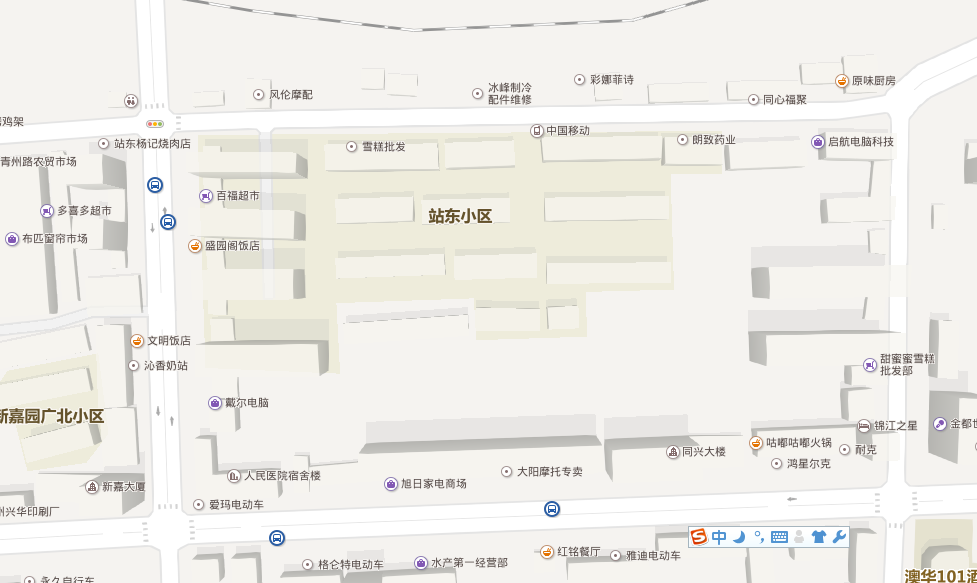 彩娜菲诗
原味厨房
风伦摩配
冰峰制冷
配件维修
同心福聚
鸡架
中国移动
站东杨记烧肉店
雪糕批发
朗致药业
启航电脑科技
青州路农贸市场
百福超市
多喜多超市
站东小区
布匹窗帘市场
盛园阁饭店
文明饭店
沁香奶站
甜蜜蜜雪糕
批发部
戴尔电脑
新嘉园广北小区
锦江之星
金都世
咕嘟咕嘟火锅
同兴大楼
耐克
鸿星尔克
人民医院宿舍楼
大阳摩托专卖
旭日家电商场
新嘉大厦
爱玛电动车
州兴华印刷厂
中
红铭餐厅
雅迪电动车
格仑特电动车
水产第一经营部
永久自行车
澳华101酒